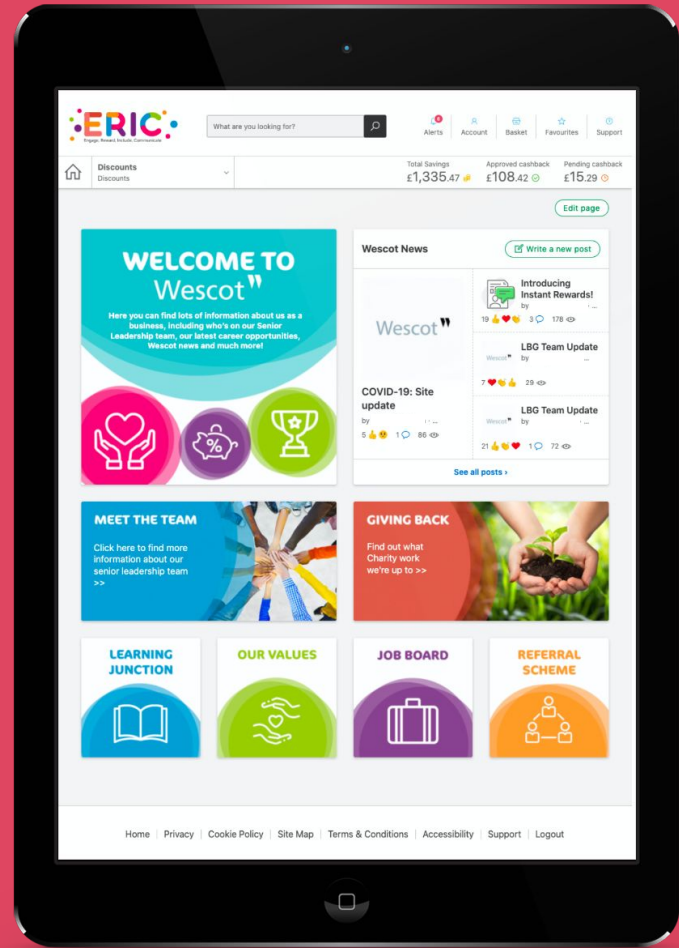 ERIC
Engage, Reward, Include, Communicate
What are you looking for?
Alerts
Account
Basket
Favourites
Support
Discounts
Discounts
Total Savings
£1,335.47
Approved cashback
£108.42
Pending cashback
£15.29
Edit page
WELCOME TO
Wescot"
Here you can find lots of information about us as a
business, including who's on our Senior
Leadership team, our latest career opportunities,
Wescot news and much more!
%
Wescot News
Write a new post
Wescot"
COVID-19: Site
update
by
5 1 86
Introducing
Instant Rewards!
by
19 3 178
Wescot"
LBG Team Update
by
7 29
Wescot"
LBG Team Update
by
21 1 72
See all posts ›
MEET THE TEAM
Click here to find more
information about our
senior leadership team
>>
GIVING BACK
Find out what
Charity work
we're up to >>
LEARNING
JUNCTION
OUR VALUES
JOB BOARD
REFERRAL
SCHEME
Home | Privacy | Cookie Policy | Site Map | Terms & Conditions | Accessibility | Support | Logout